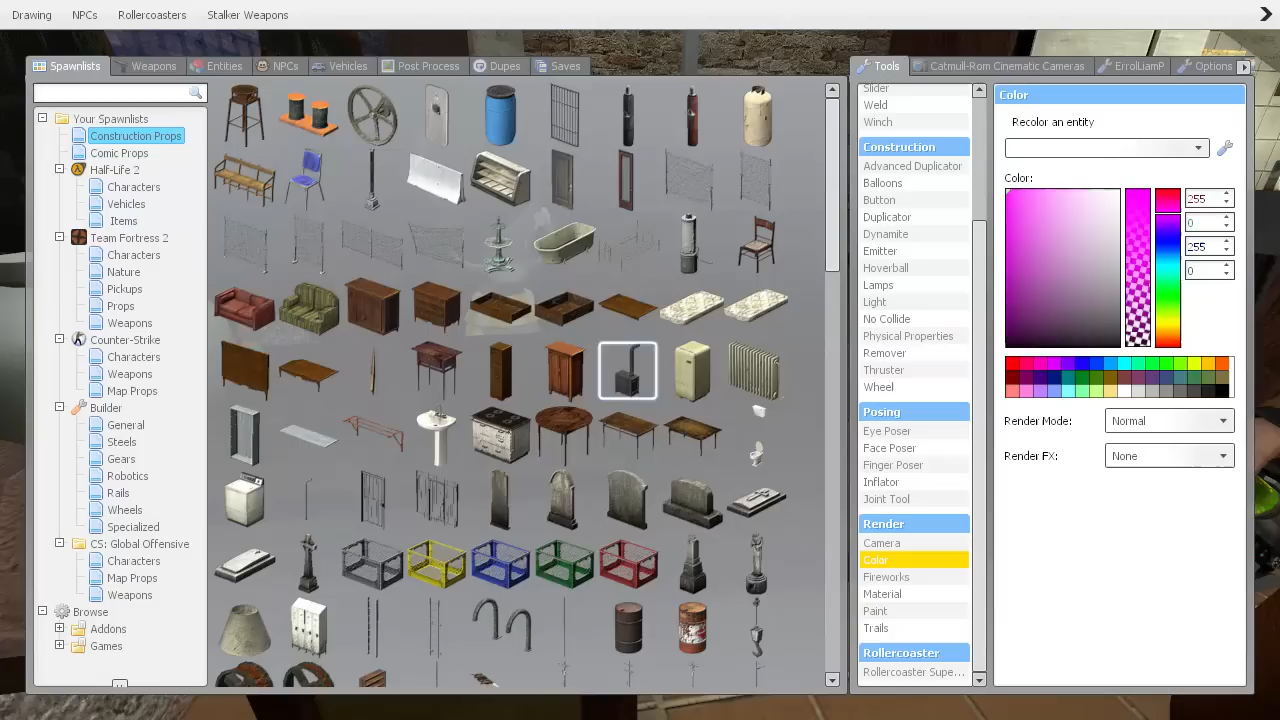 Drawing NPCs Rollercoasters Stalker Weapons
Spawnlists Weapons Entities NPCs Vehicles Post Process Dupes Saves
Your Spawnlists
Construction Props
Comic Props
Half-Life 2
Characters
Vehicles
Items
Team Fortress 2
Characters
Nature
Pickups
Props
Weapons
Counter-Strike
Characters
Weapons
Map Props
Builder
General
Steels
Gears
Robotics
Rails
Wheels
Specialized
CS: Global Offensive
Characters
Map Props
Weapons
Browse
Addons
Games
Tools Catmull-Rom Cinematic Cameras ErrolLiamP Options
Slider
Weld
Winch
Construction
Advanced Duplicator
Balloons
Button
Duplicator
Dynamite
Emitter
Hoverball
Lamps
Light
No Collide
Physical Properties
Remover
Thruster
Wheel
Posing
Eye Poser
Face Poser
Finger Poser
Inflator
Joint Tool
Render
Camera
Color
Fireworks
Material
Paint
Trails
Rollercoaster
Rollercoaster Supe...
Color
Recolor an entity
Color:
255
0
255
0
Render Mode: Normal
Render FX: None